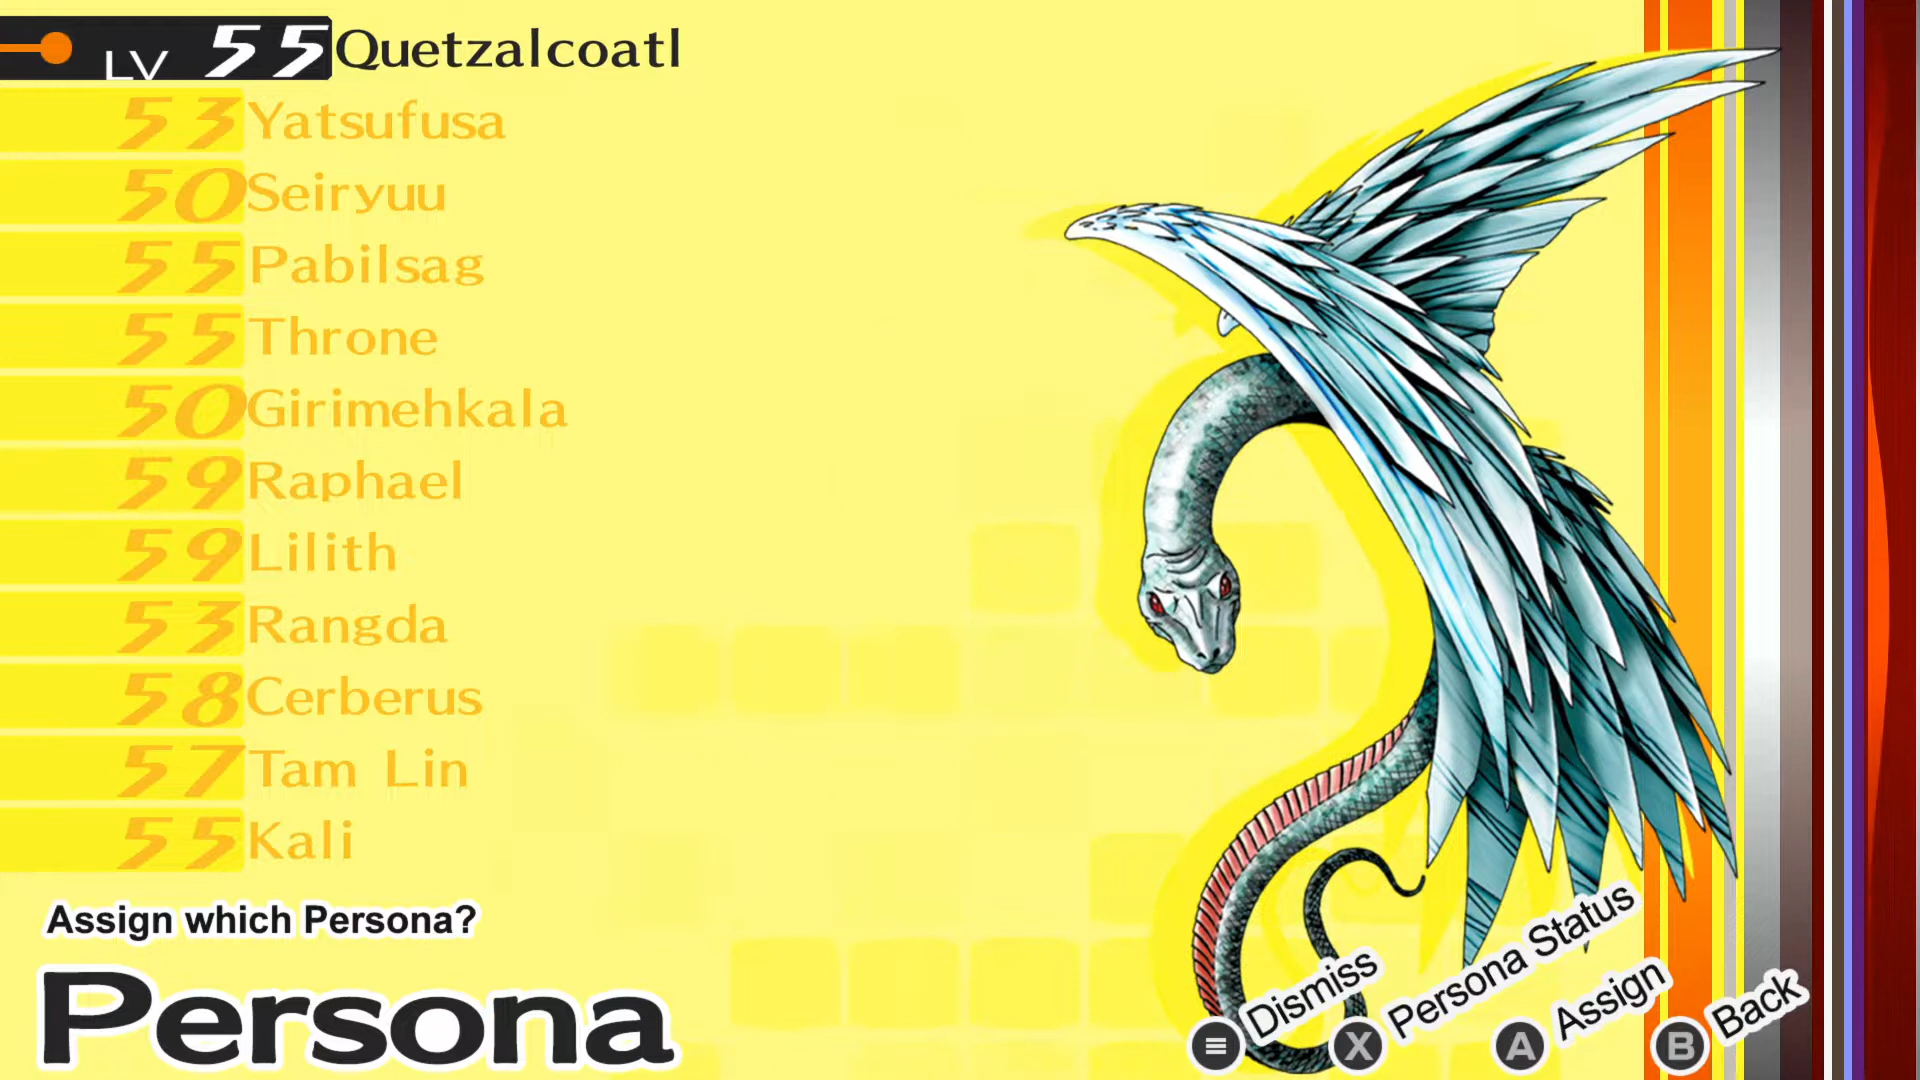 LV 55 Quetzalcoatl
53 Yatsufusa
50 Seiryuu
55 Pabilsag
55 Throne
50 Girimehkala
59 Raphael
59 Lilith
53 Rangda
58 Cerberus
57 Tam Lin
55 Kali
Assign which Persona?
Persona
Dismiss
X Persona Status
A Assign
B Back